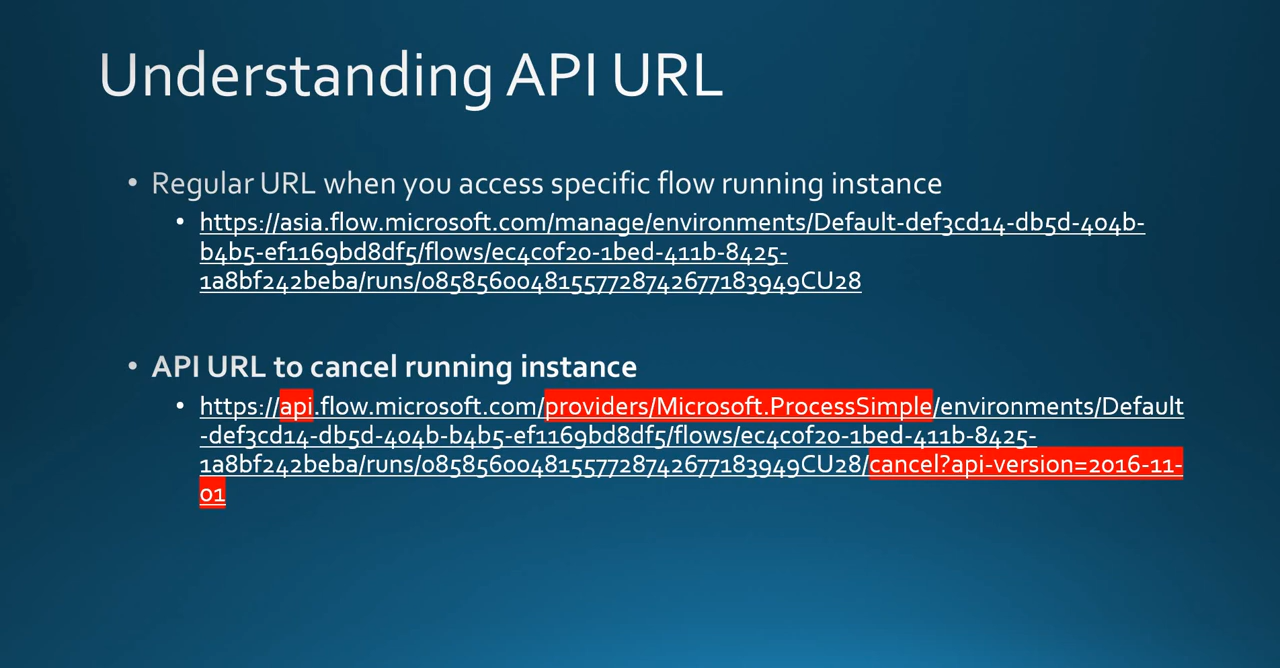 Understanding API URL
• Regular URL when you access specific flow running instance
• https://asia.flow.microsoft.com/manage/environments/Default-def3cd14-db5d-404b-
b4b5-ef1169bd8df5/flows/ec4c0f20-1bed-411b-8425-
1a8bf242beba/runs/08585600481557728742677183949CU28
• API URL to cancel running instance
• https://api.flow.microsoft.com/providers/Microsoft.ProcessSimple/environments/Default
-def3cd14-db5d-404b-b4b5-ef1169bd8df5/flows/ec4c0f20-1bed-411b-8425-
1a8bf242beba/runs/08585600481557728742677183949CU28/cancel?api-version=2016-11-
01